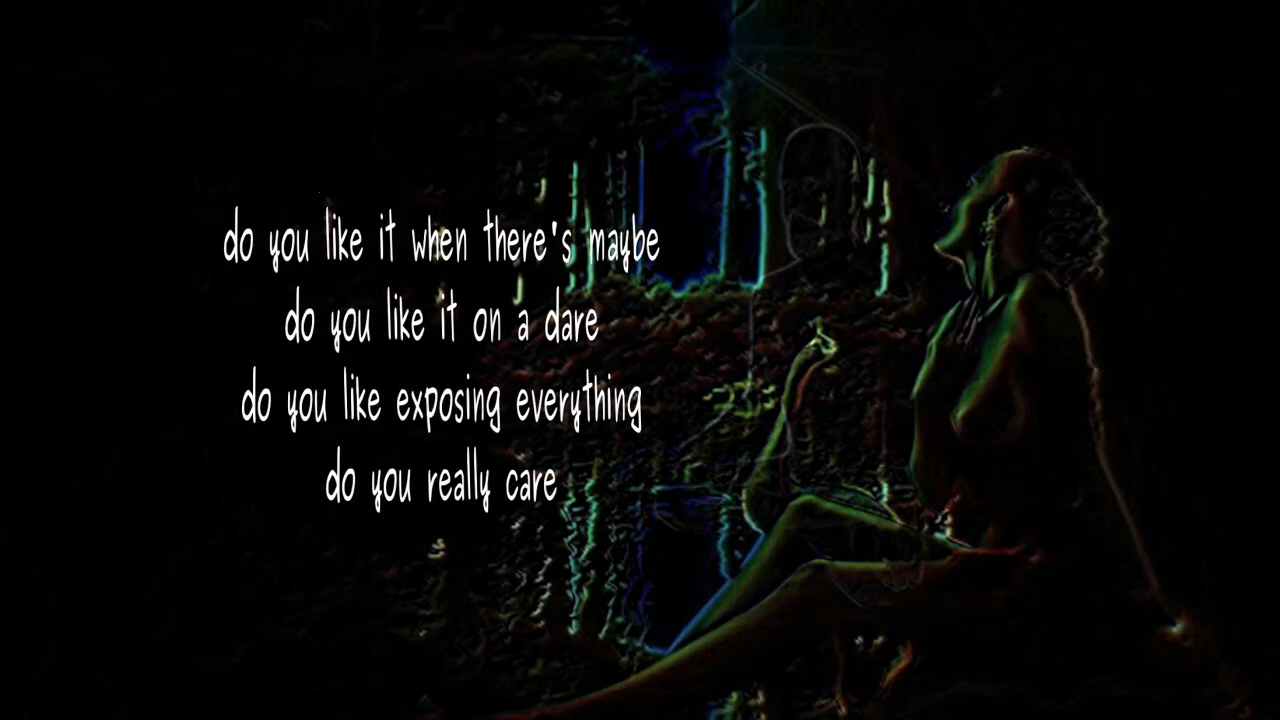 do you like it when there's maybe
do you like it on a dare
do you like exposing everything
do you really care